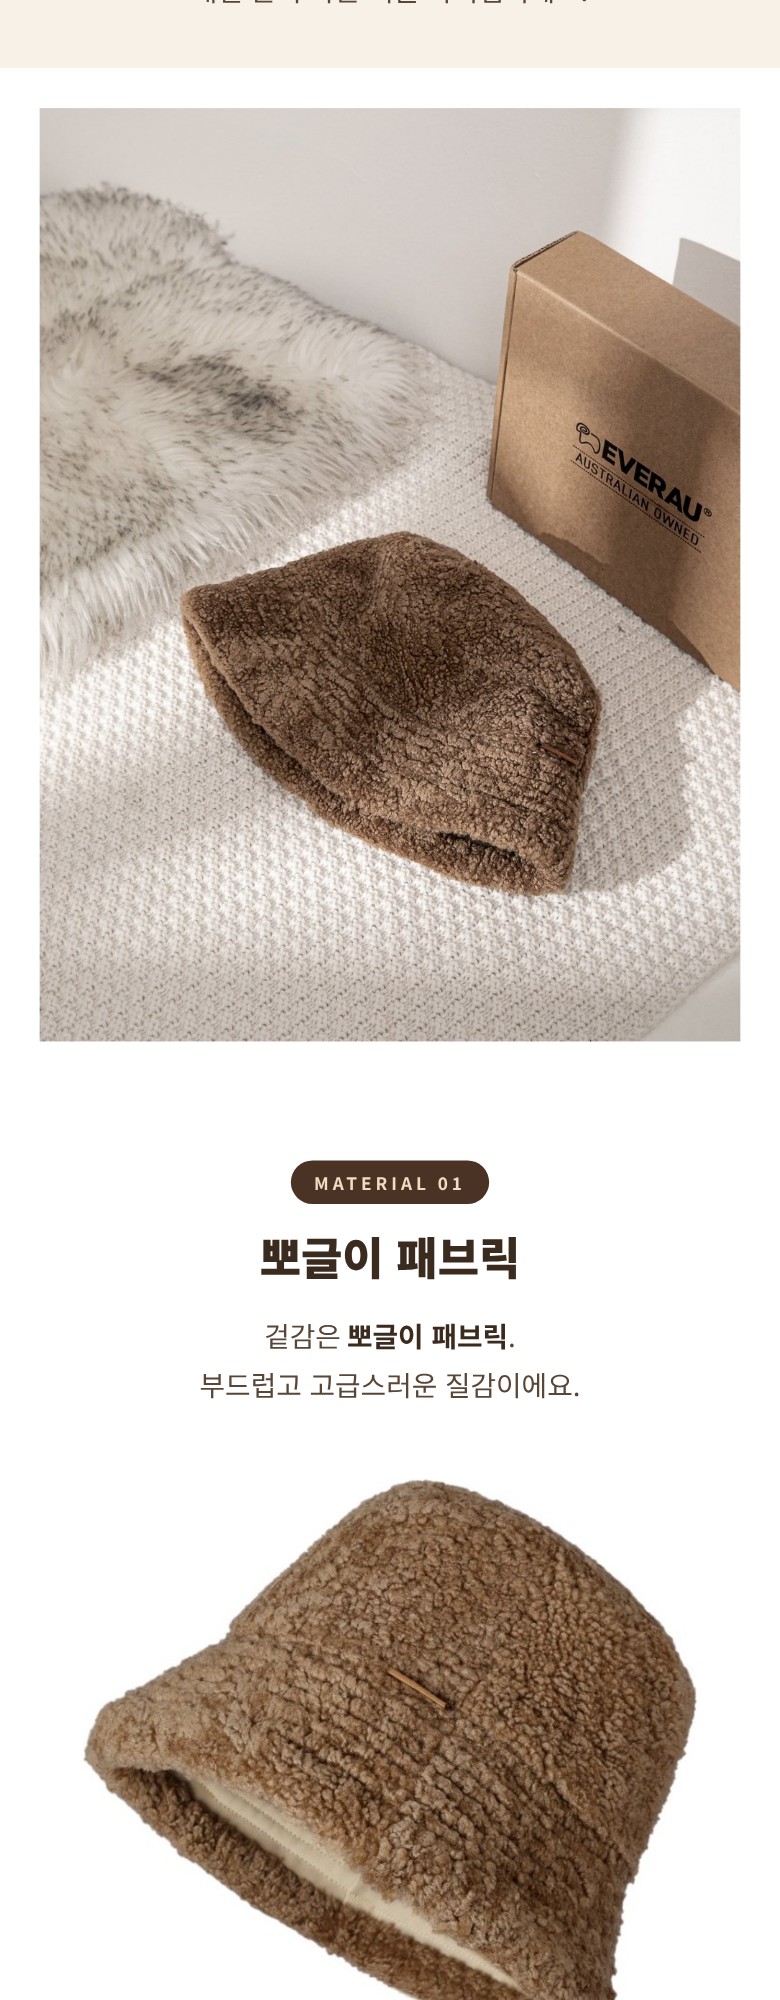 EVERAU®
AUSTRALIAN OWNED
MATERIAL 01
뽀글이 패브릭
겉감은 뽀글이 패브릭.
부드럽고 고급스러운 질감이에요.